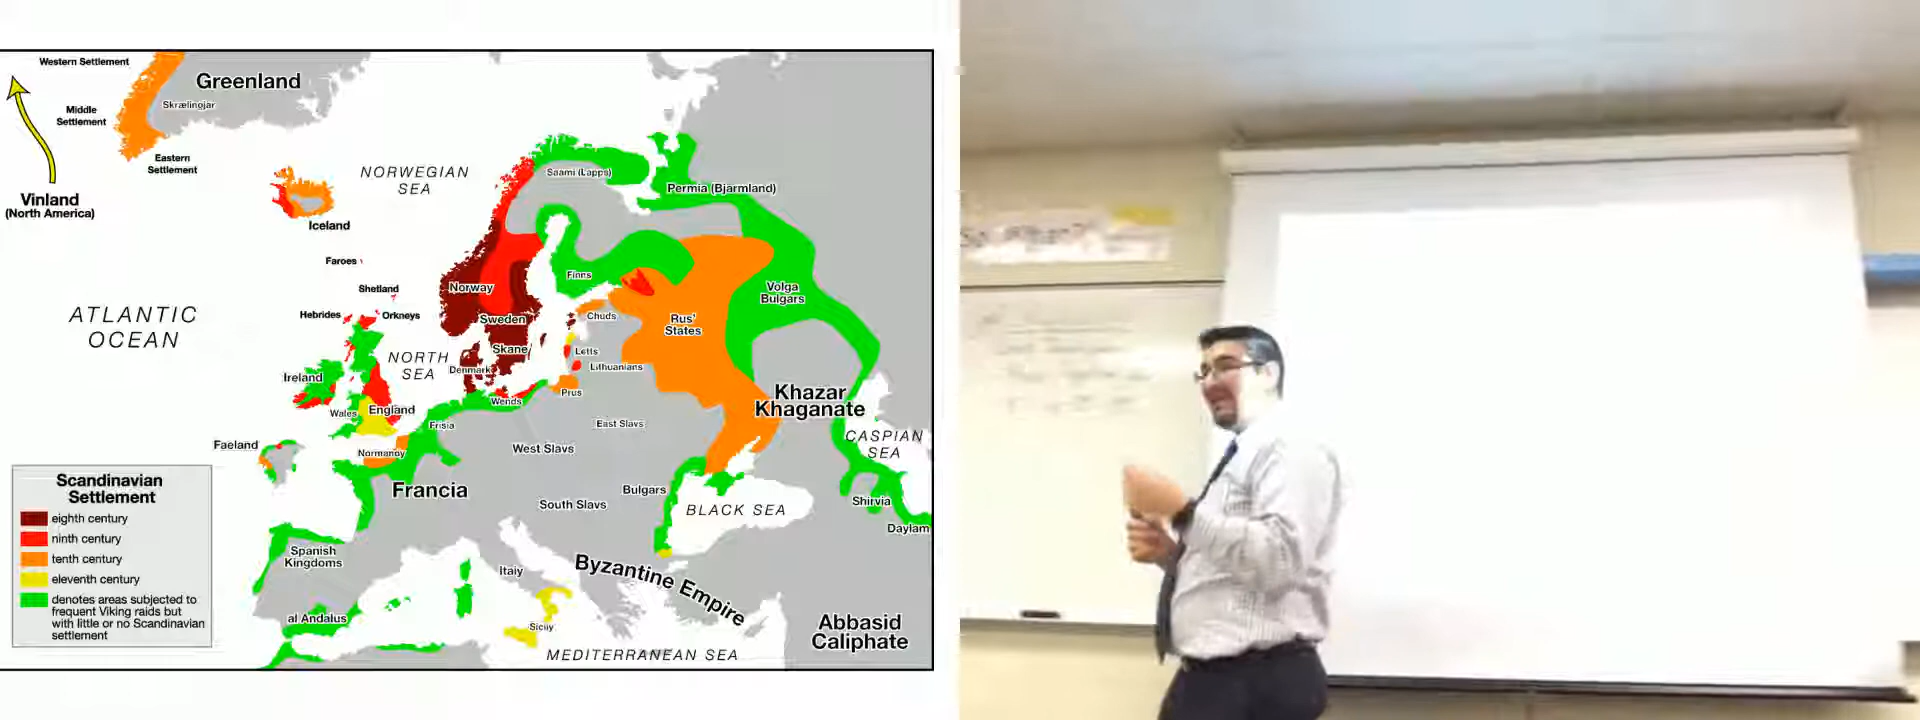 Western Settlement
Greenland
Skrælingjar
Middle
Settlement
Eastern
Settlement
Vinland
(North America)
NORWEGIAN
SEA
Iceland
Faroes
Shetland
Hebrides
Orkneys
ATLANTIC
OCEAN
NORTH
SEA
Saami (Lapps)
Permia (Bjarmland)
Finns
Norway
Sweden
Skane
Denmark
Chuds
Letts
Lithuanians
Prus
Wends
Rus'
States
Volga
Bulgars
Khazar
Khaganate
CASPIAN
SEA
Ireland
Wales
England
Frisia
Faeland
Normandy
East Slavs
West Slavs
Francia
South Slavs
Bulgars
BLACK SEA
Shirvia
Daylam
Spanish
Kingdoms
al Andalus
Italy
Sicily
Byzantine Empire
Abbasid
Caliphate
MEDITERRANEAN SEA
Scandinavian
Settlement
eighth century
ninth century
tenth century
eleventh century
denotes areas subjected to
frequent Viking raids but
with little or no Scandinavian
settlement